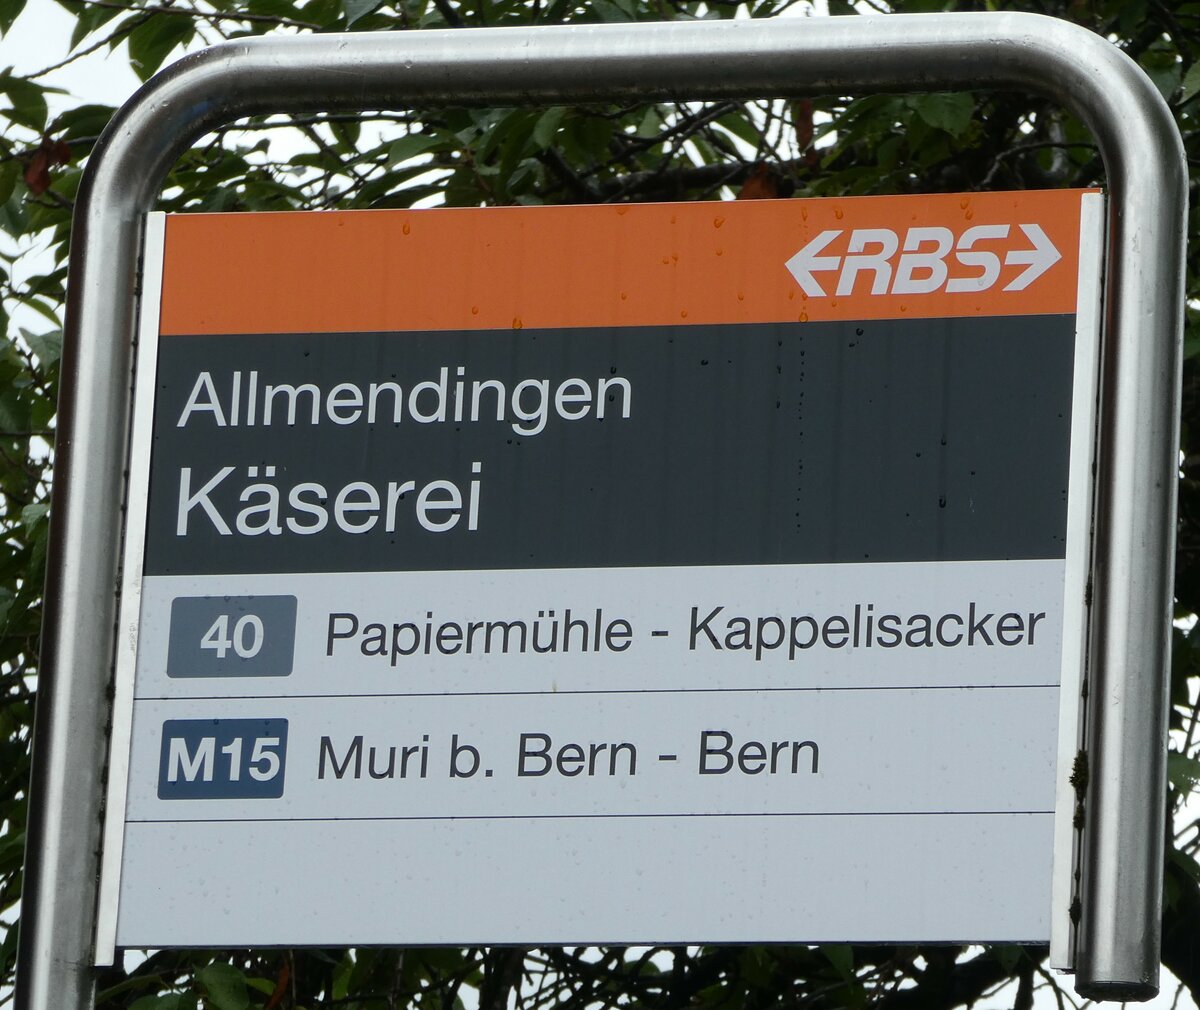 RBS
Allmendingen
Käserei
40 Papiermühle - Kappelisacker
M15 Muri b. Bern - Bern